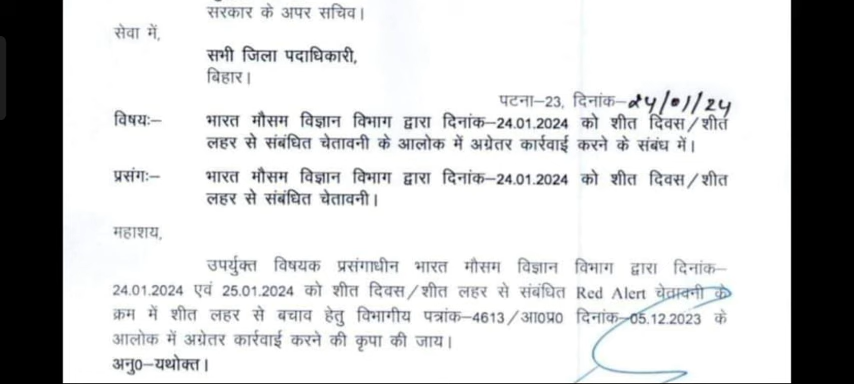 सरकार के अपर सचिव।
सेवा में,
सभी जिला पदाधिकारी,
बिहार।
पटना–23, दिनांक–24/01/24
विषयः– भारत मौसम विज्ञान विभाग द्वारा दिनांक–24.01.2024 को शीत दिवस/शीत
लहर से संबंधित चेतावनी के आलोक में अग्रेतर कार्रवाई करने के संबंध में।
प्रसंगः– भारत मौसम विज्ञान विभाग द्वारा दिनांक–24.01.2024 को शीत दिवस/शीत
लहर से संबंधित चेतावनी।
महाशय,
उपर्युक्त विषयक प्रसंगाधीन भारत मौसम विज्ञान विभाग द्वारा दिनांक–
24.01.2024 एवं 25.01.2024 को शीत दिवस/शीत लहर से संबंधित Red Alert चेतावनी के
क्रम में शीत लहर से बचाव हेतु विभागीय पत्रांक–4613/आ०प्र० दिनांक–05.12.2023 के
आलोक में अग्रेतर कार्रवाई करने की कृपा की जाय।
अनु०–यथोक्त।